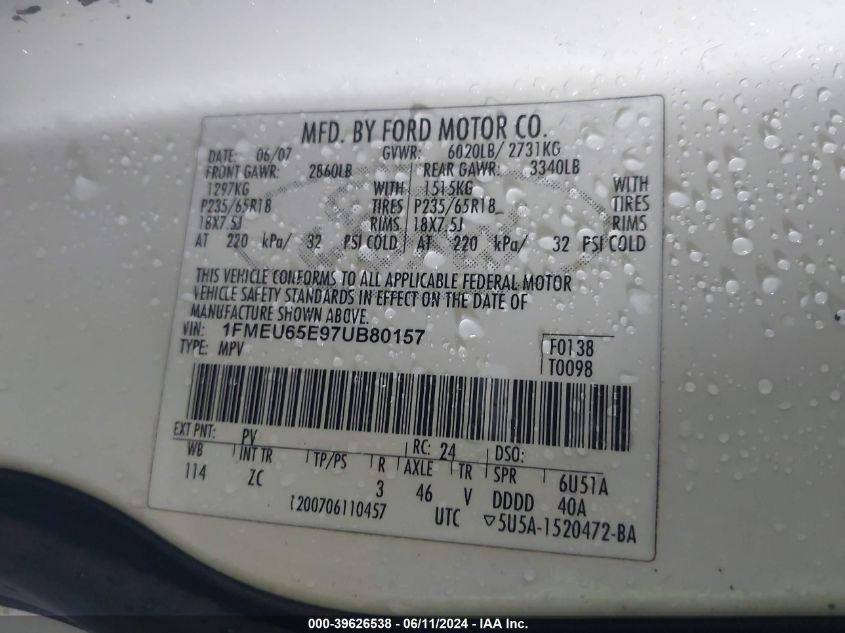 MFD. BY FORD MOTOR CO.
DATE: 06/07 GVWR: 6020LB/ 2731KG
FRONT GAWR: 2860LB REAR GAWR: 3340LB
1297KG WITH 1515KG WITH
P235/65R18 TIRES P235/65R18 TIRES
18X7.5J RIMS 18X7.5J RIMS
AT 220 kPa/ 32 PSI COLD AT 220 kPa/ 32 PSI COLD
THIS VEHICLE CONFORMS TO ALL APPLICABLE FEDERAL MOTOR
VEHICLE SAFETY STANDARDS IN EFFECT ON THE DATE OF
MANUFACTURE SHOWN ABOVE.
VIN: 1FMEU65E97UB80157
TYPE: MPV
F0138
T0098
EXT PNT: PV RC: 24 DSO:
WB INT TR TP/PS R AXLE TR SPR 6U51A
114 ZC 3 46 V DDDD 40A
1200706110457 UTC ▽5U5A-1520472-BA
000-39626538 - 06/11/2024 - IAA Inc.